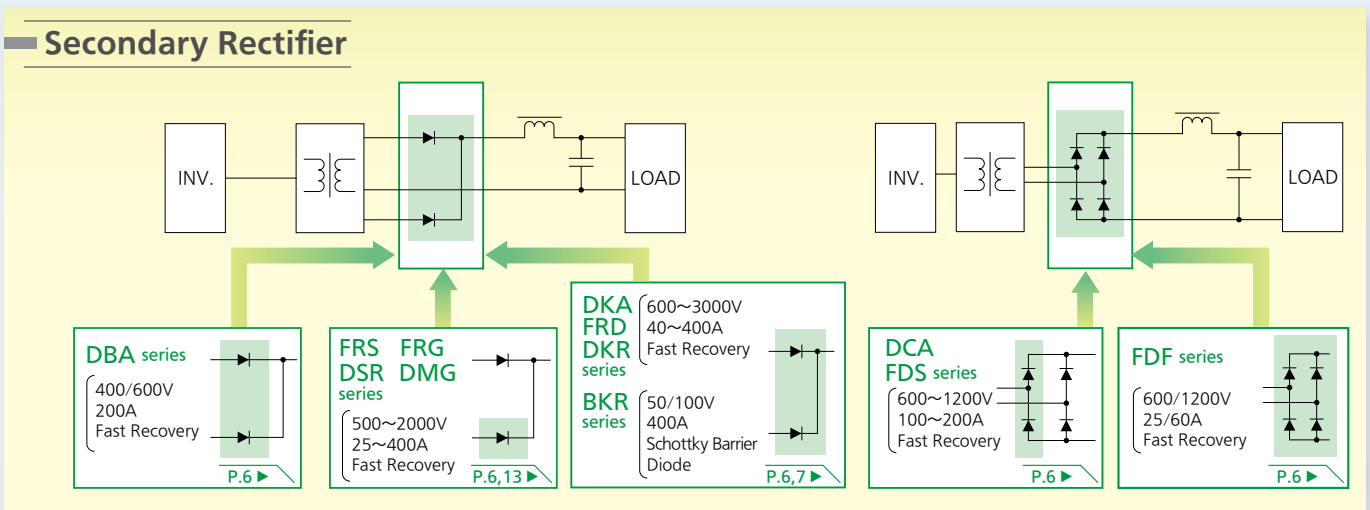 Secondary Rectifier
INV.
LOAD
INV.
LOAD
DBA series
400/600V
200A
Fast Recovery
P.6 ▶
FRS FRG
DSR DMG
series
500～2000V
25～400A
Fast Recovery
P.6,13 ▶
DKA
FRD
DKR
series
600～3000V
40～400A
Fast Recovery
BKR
series
50/100V
400A
Schottky Barrier
Diode
P.6,7 ▶
DCA
FDS series
600～1200V
100～200A
Fast Recovery
P.6 ▶
FDF series
600/1200V
25/60A
Fast Recovery
P.6 ▶